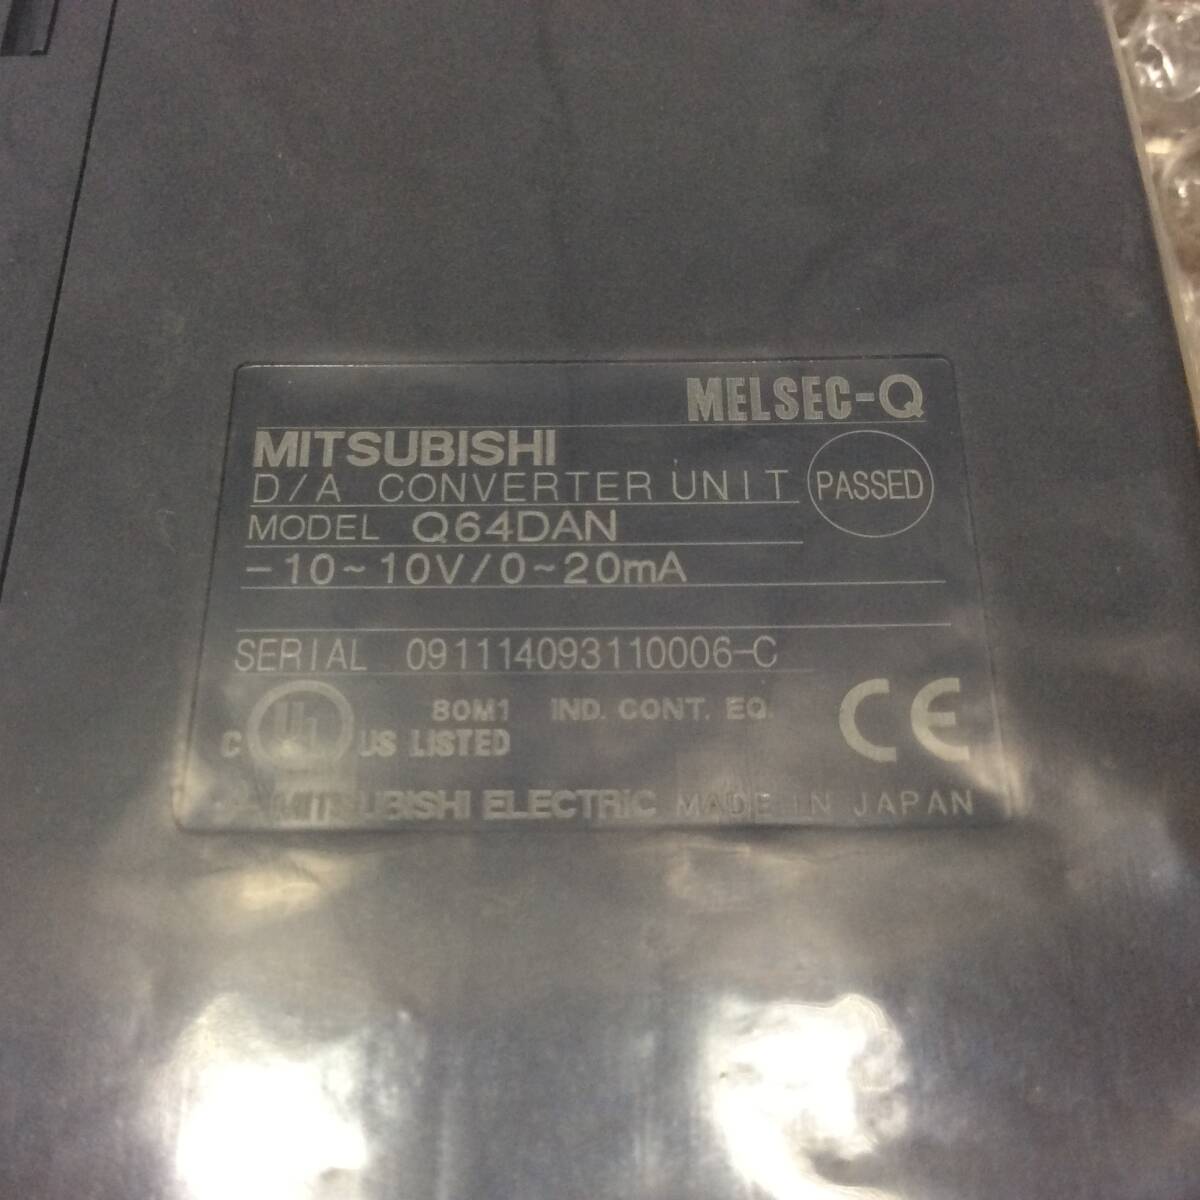 MELSEC-Q
MITSUBISHI
D/A CONVERTER UNIT PASSED
MODEL Q64DAN
-10~10V/0~20mA
SERIAL 091114093110006-C
80M1 IND. CONT. EQ.
C UL US LISTED CE
MITSUBISHI ELECTRIC MADE IN JAPAN